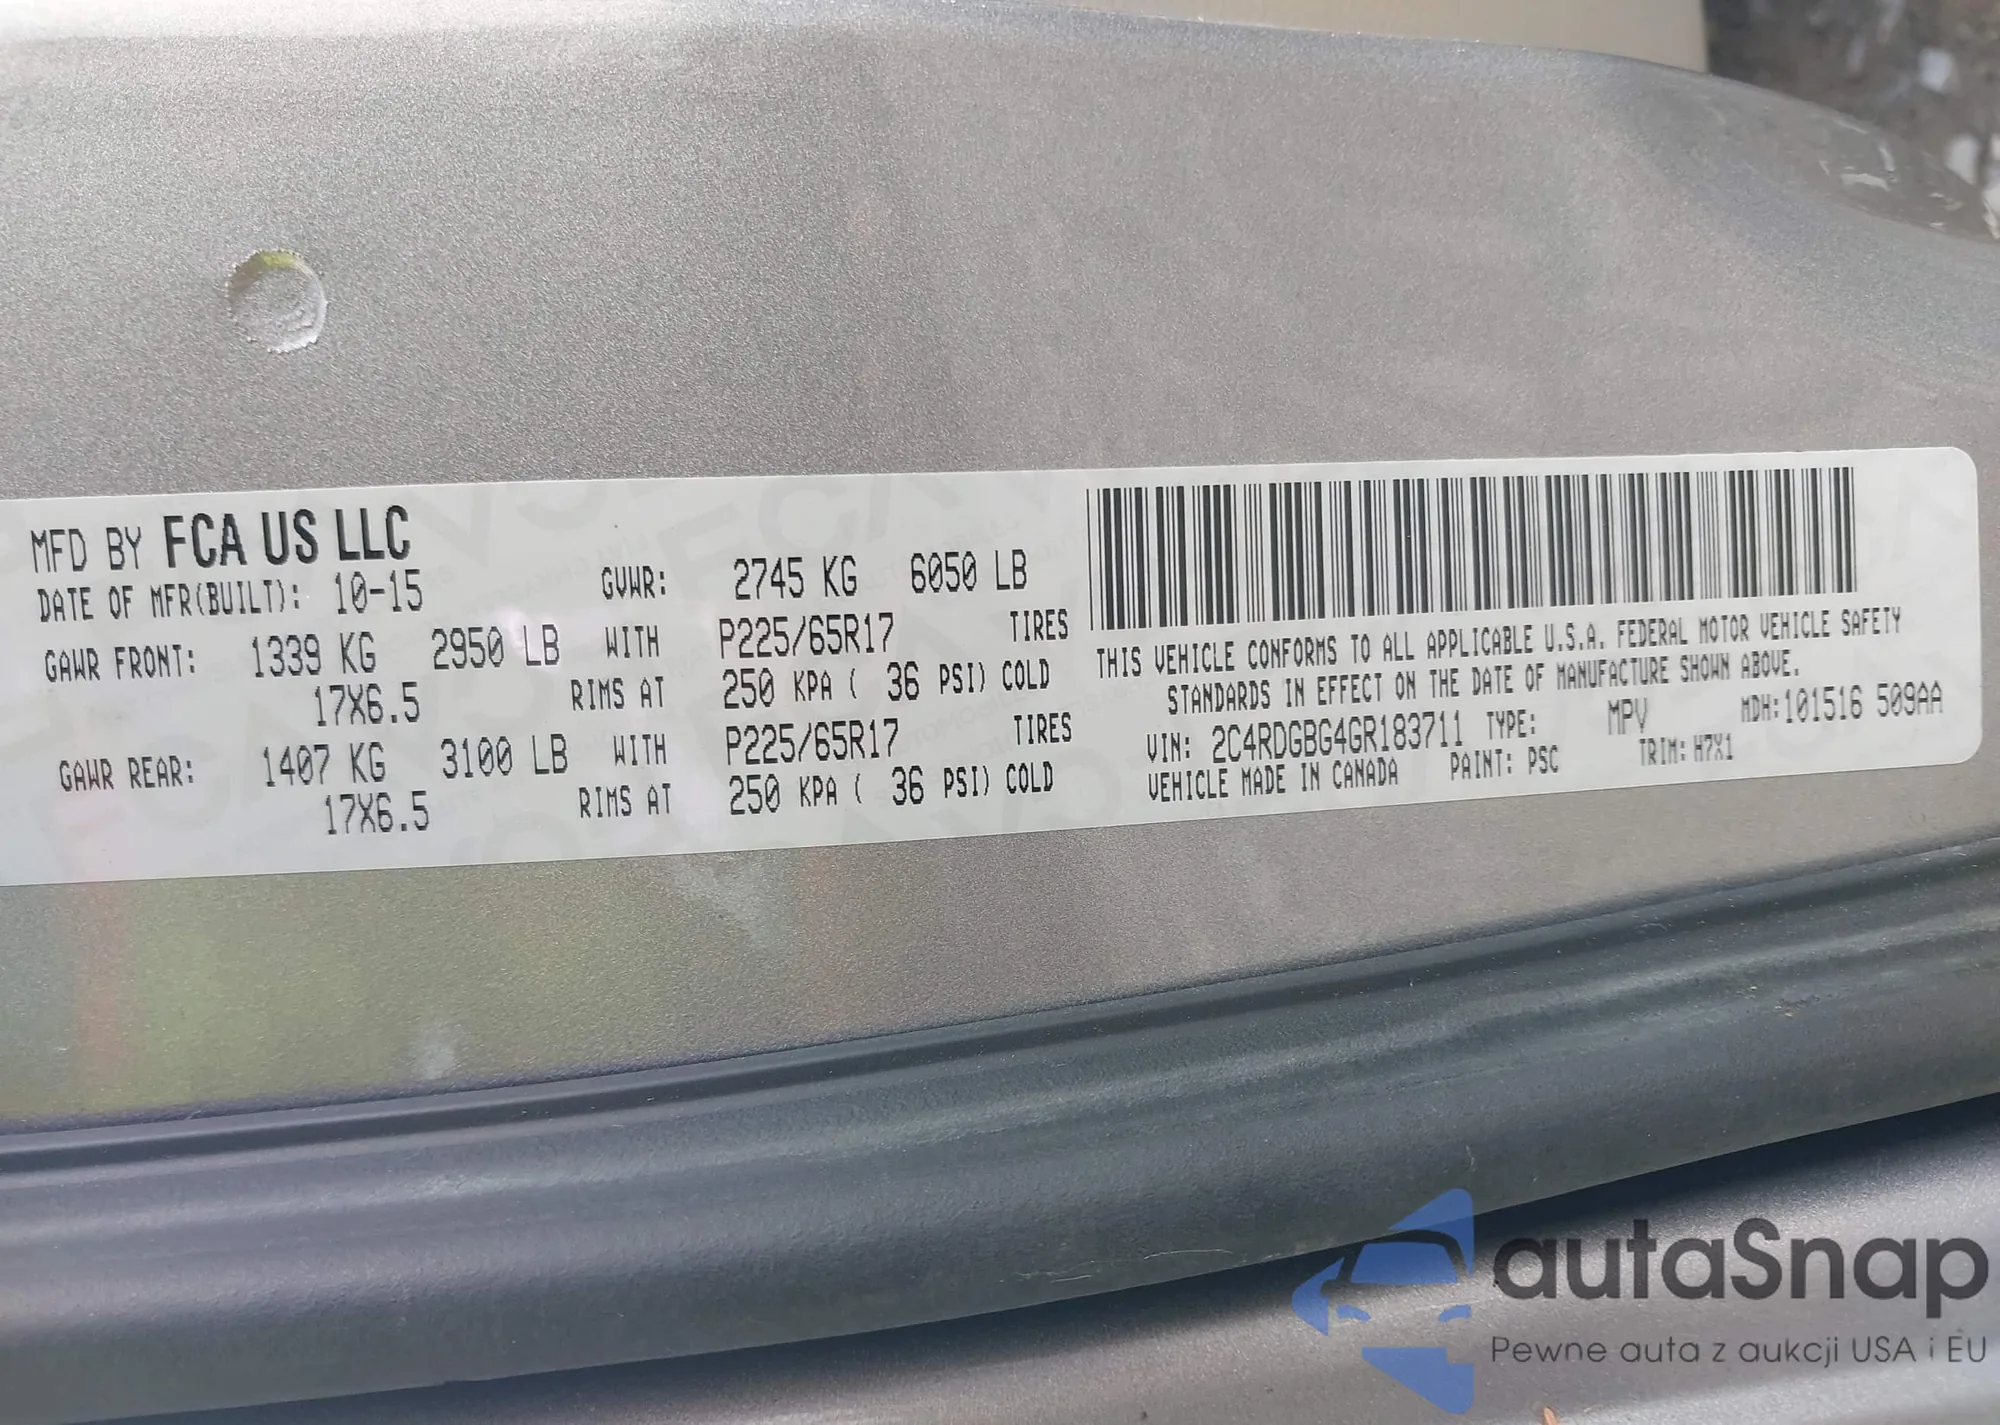 MFD BY FCA US LLC
DATE OF MFR(BUILT): 10-15 GVWR: 2745 KG 6050 LB
GAWR FRONT: 1339 KG 2950 LB WITH P225/65R17 TIRES
17X6.5 RIMS AT 250 KPA ( 36 PSI) COLD
GAWR REAR: 1407 KG 3100 LB WITH P225/65R17 TIRES
17X6.5 RIMS AT 250 KPA ( 36 PSI) COLD
THIS VEHICLE CONFORMS TO ALL APPLICABLE U.S.A. FEDERAL MOTOR VEHICLE SAFETY
STANDARDS IN EFFECT ON THE DATE OF MANUFACTURE SHOWN ABOVE.
VIN: 2C4RDGBG4GR183711 TYPE: MPV MDH:101516 509AA
VEHICLE MADE IN CANADA PAINT: PSC TRIM: H7X1
autaSnap
Pewne auta z aukcji USA i EU